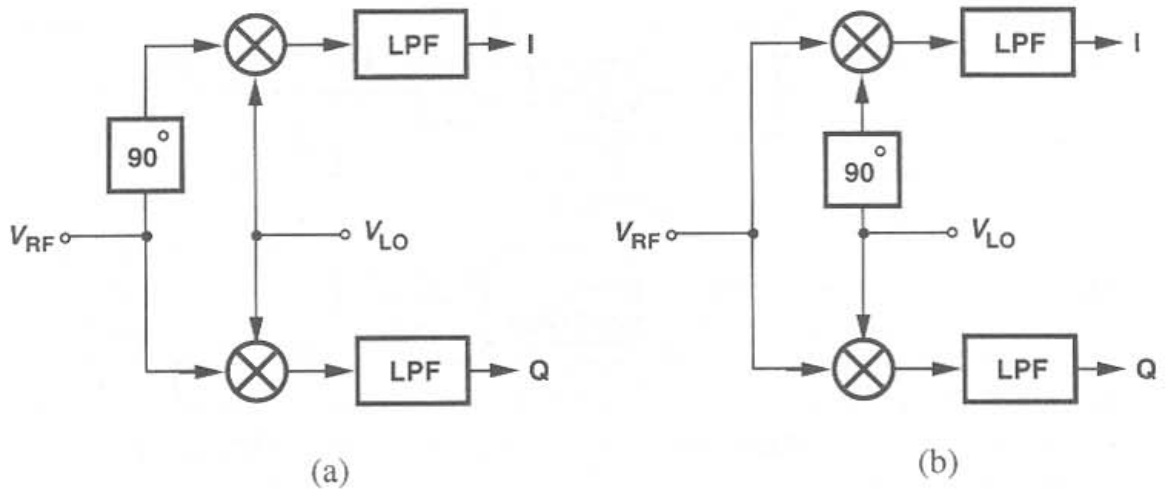 LPF
I
90°
V_RF
V_LO
LPF
Q
(a)
LPF
I
90°
V_RF
V_LO
LPF
Q
(b)